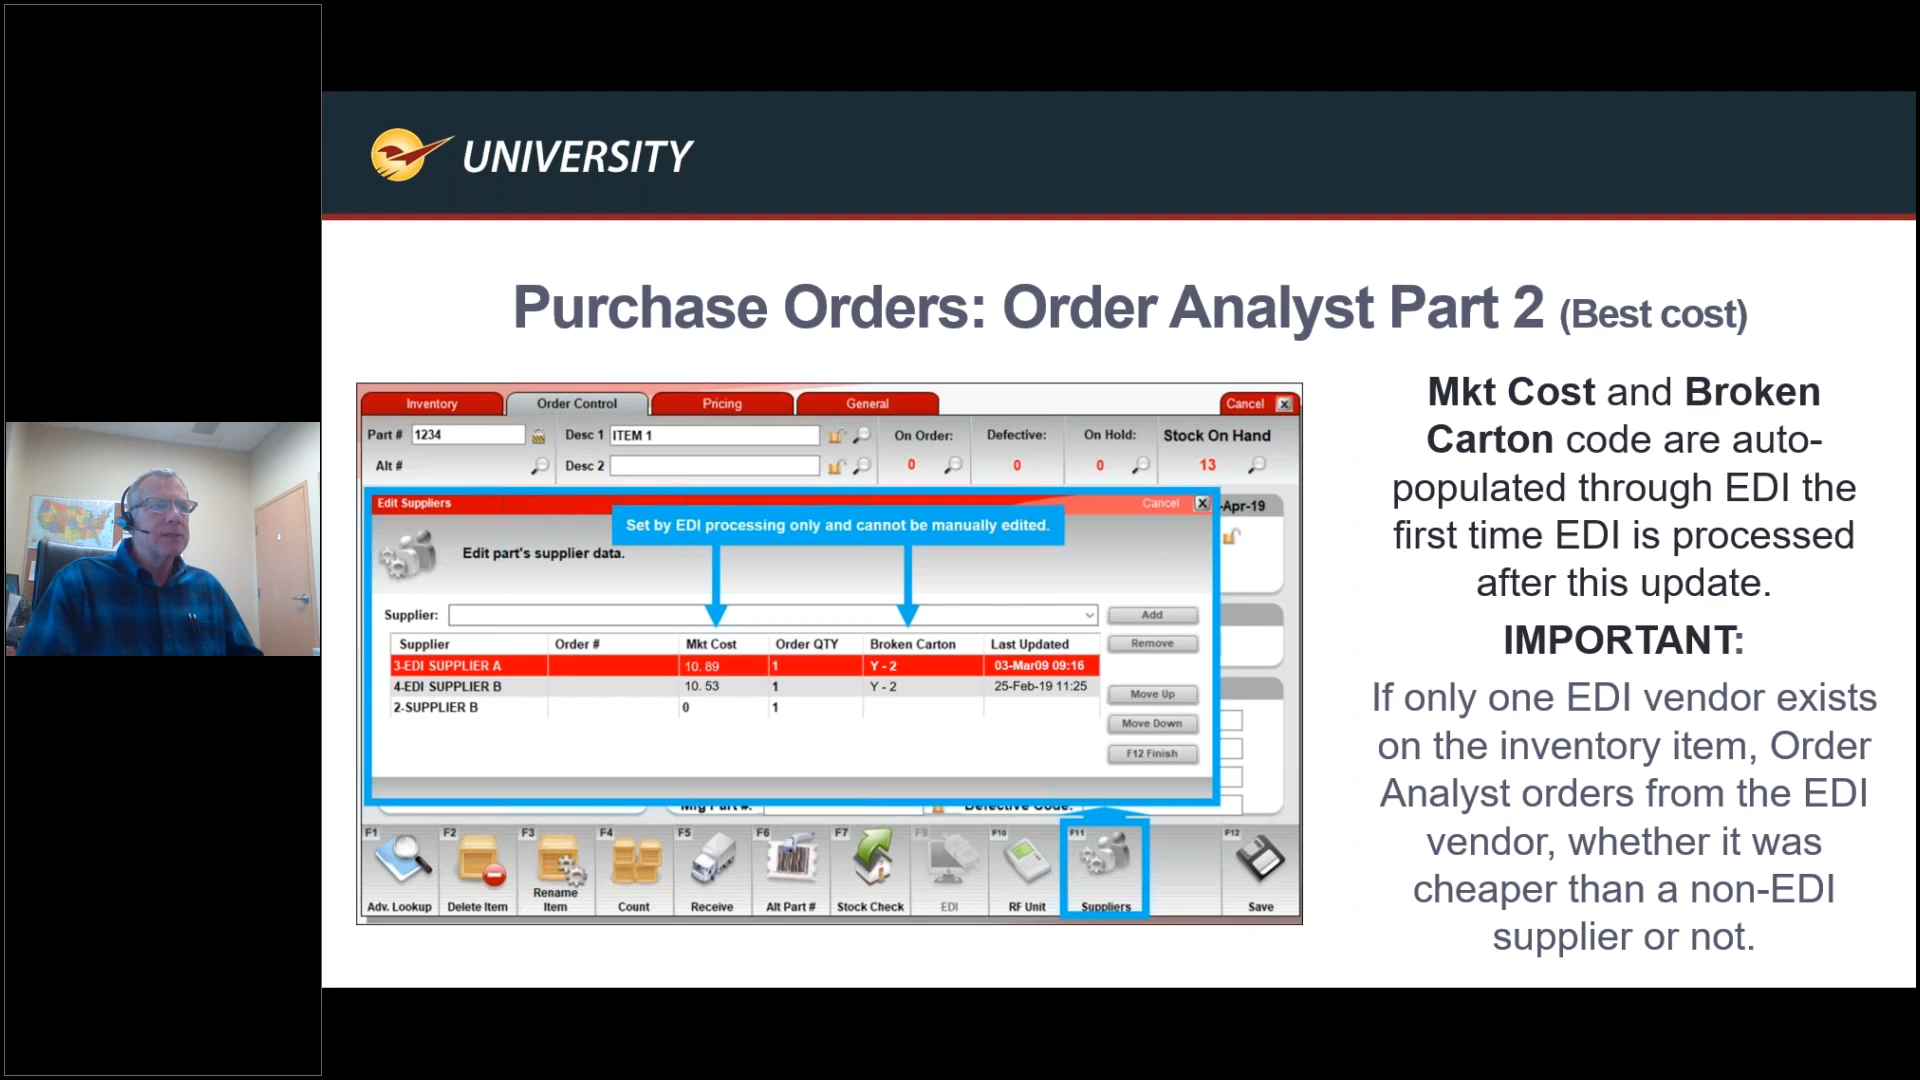 UNIVERSITY
Purchase Orders: Order Analyst Part 2 (Best cost)
Inventory Order Control Pricing General Cancel
Part # 1234 Desc 1 ITEM 1 On Order: Defective: On Hold: Stock On Hand
Alt # Desc 2 0 0 0 13
Edit Suppliers Cancel -Apr-19
Set by EDI processing only and cannot be manually edited.
Edit part's supplier data.
Supplier: Add
Supplier Order # Mkt Cost Order QTY Broken Carton Last Updated Remove
3-EDI SUPPLIER A 10. 89 1 Y - 2 03-Mar09 09:16
4-EDI SUPPLIER B 10. 53 1 Y - 2 25-Feb-19 11:25 Move Up
2-SUPPLIER B 0 1
Move Down
F12 Finish
Mfg Part #: Defective Code:
F1 F2 F3 F4 F5 F6 F7 F9 F10 F11 F12
Rename
Adv. Lookup Delete Item Item Count Receive Alt Part # Stock Check EDI RF Unit Suppliers Save
Mkt Cost and Broken
Carton code are auto-
populated through EDI the
first time EDI is processed
after this update.
IMPORTANT:
If only one EDI vendor exists
on the inventory item, Order
Analyst orders from the EDI
vendor, whether it was
cheaper than a non-EDI
supplier or not.